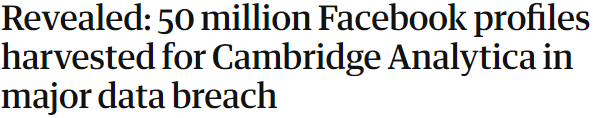 Revealed: 50 million Facebook profiles
harvested for Cambridge Analytica in
major data breach